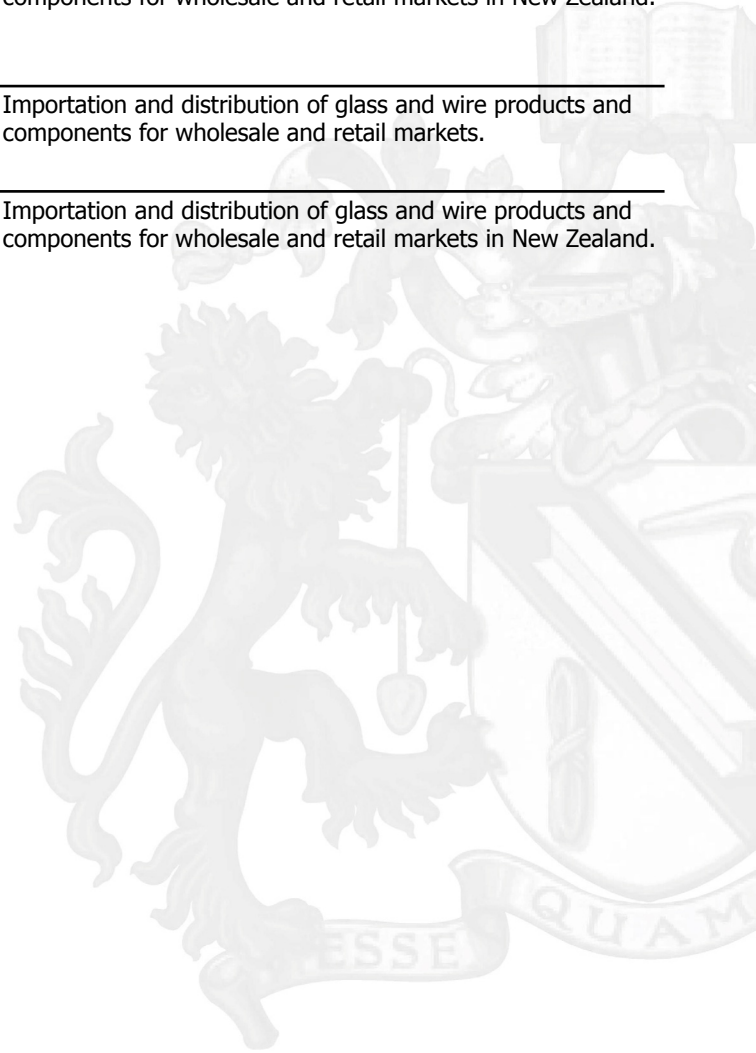 components for wholesale and retail markets in New Zealand.
Importation and distribution of glass and wire products and
components for wholesale and retail markets.
Importation and distribution of glass and wire products and
components for wholesale and retail markets in New Zealand.
ESSE
QUAM